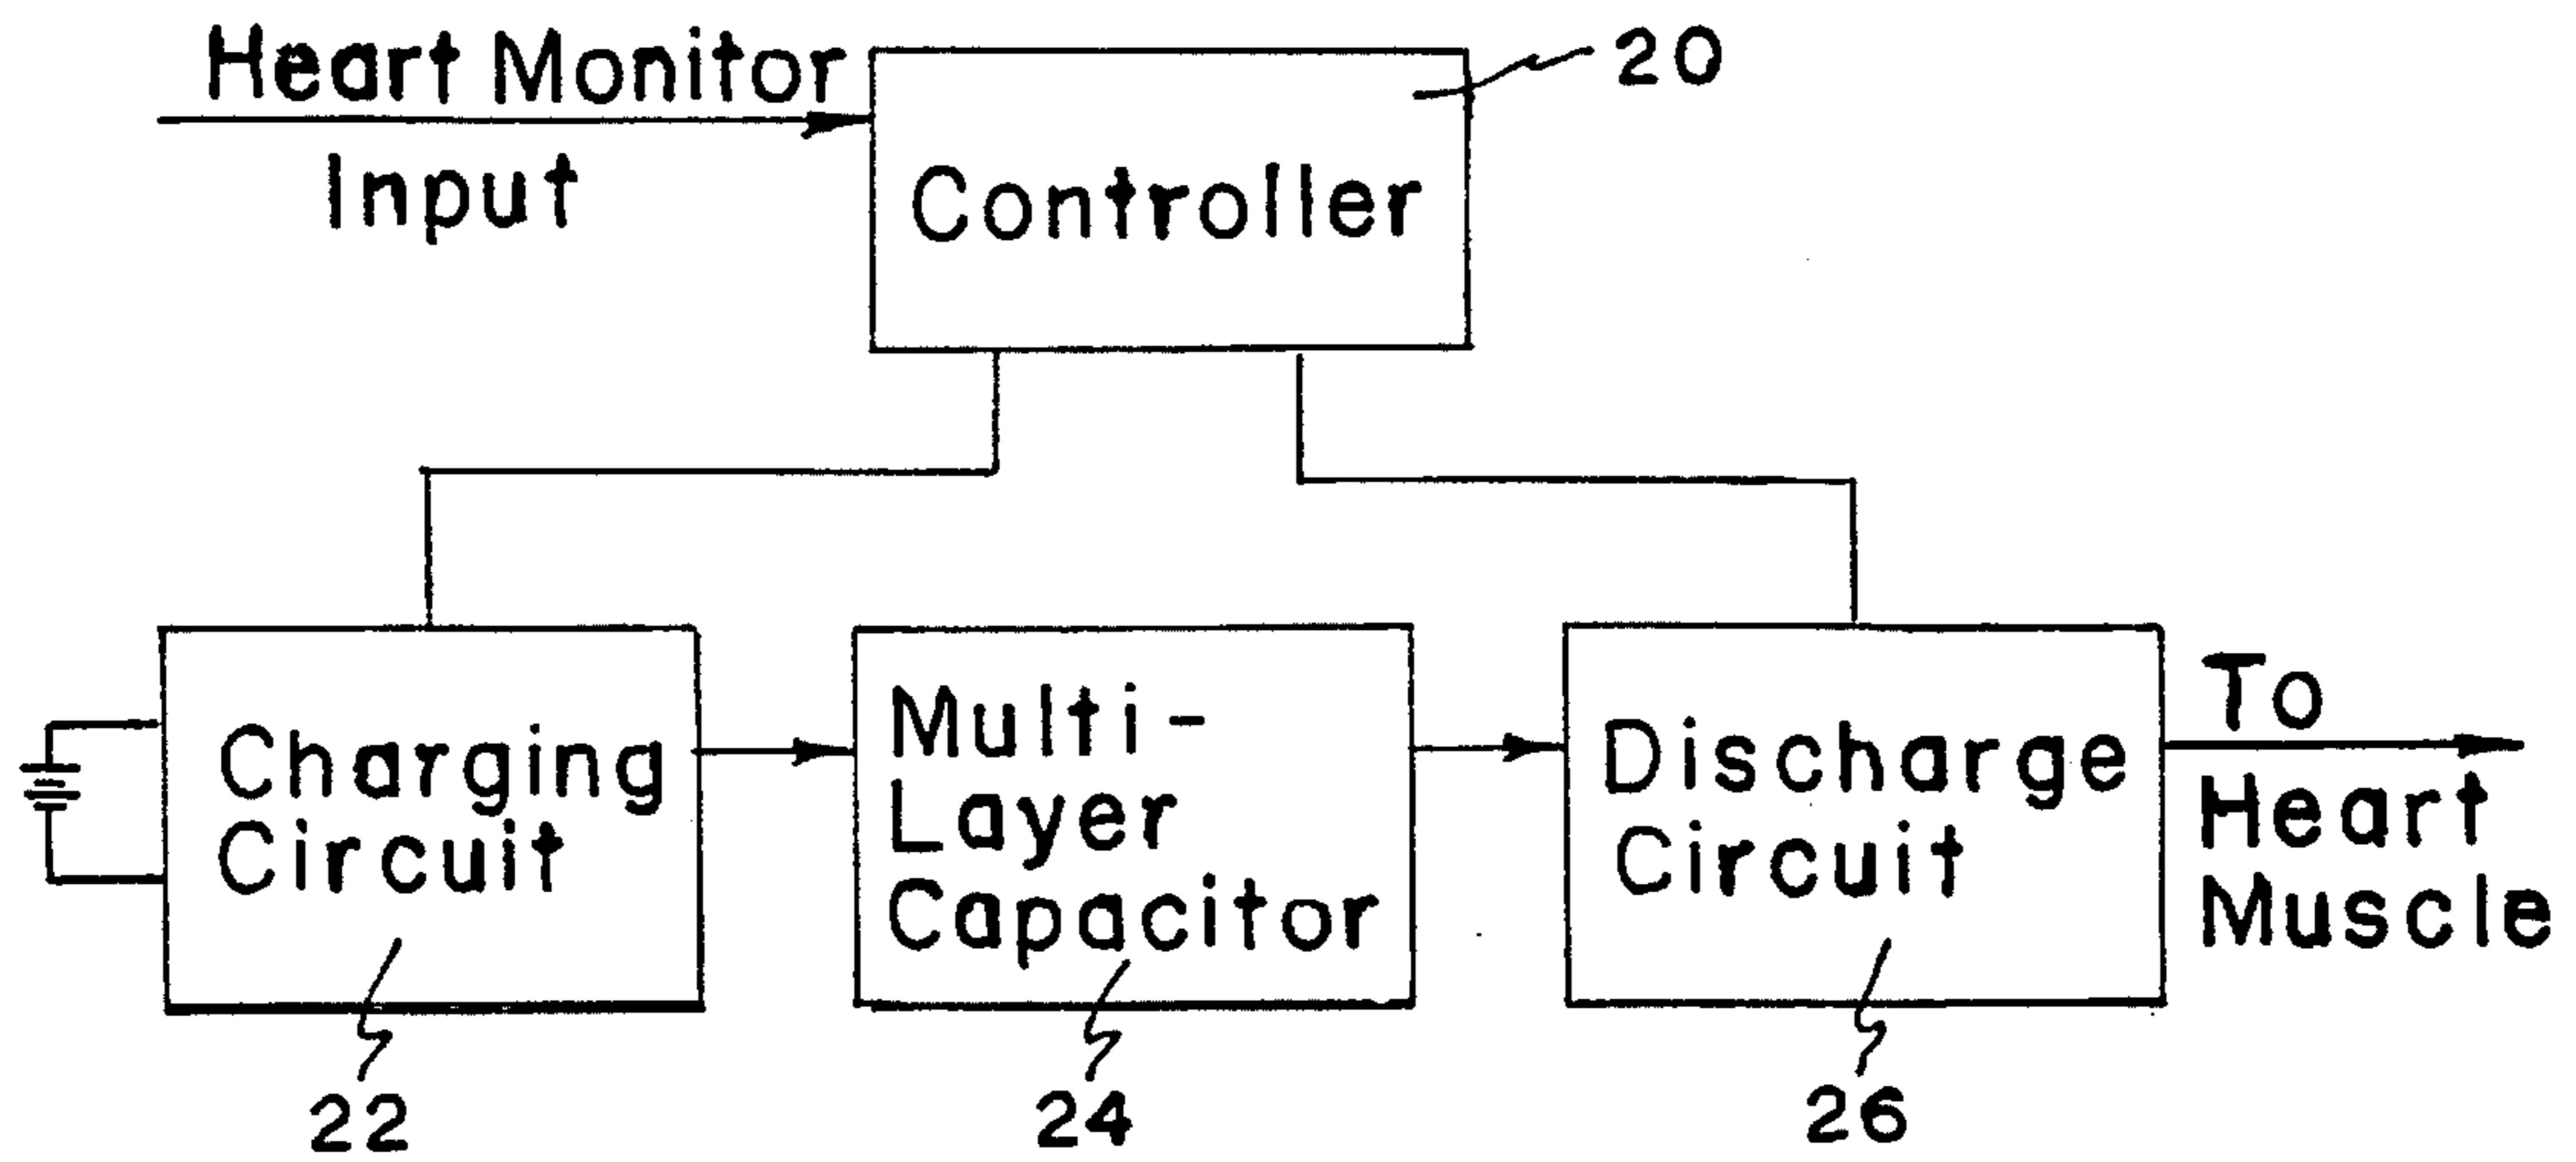 Heart Monitor
Input
20
Controller
Charging
Circuit
22
Multi-
Layer
Capacitor
24
Discharge
Circuit
26
To
Heart
Muscle